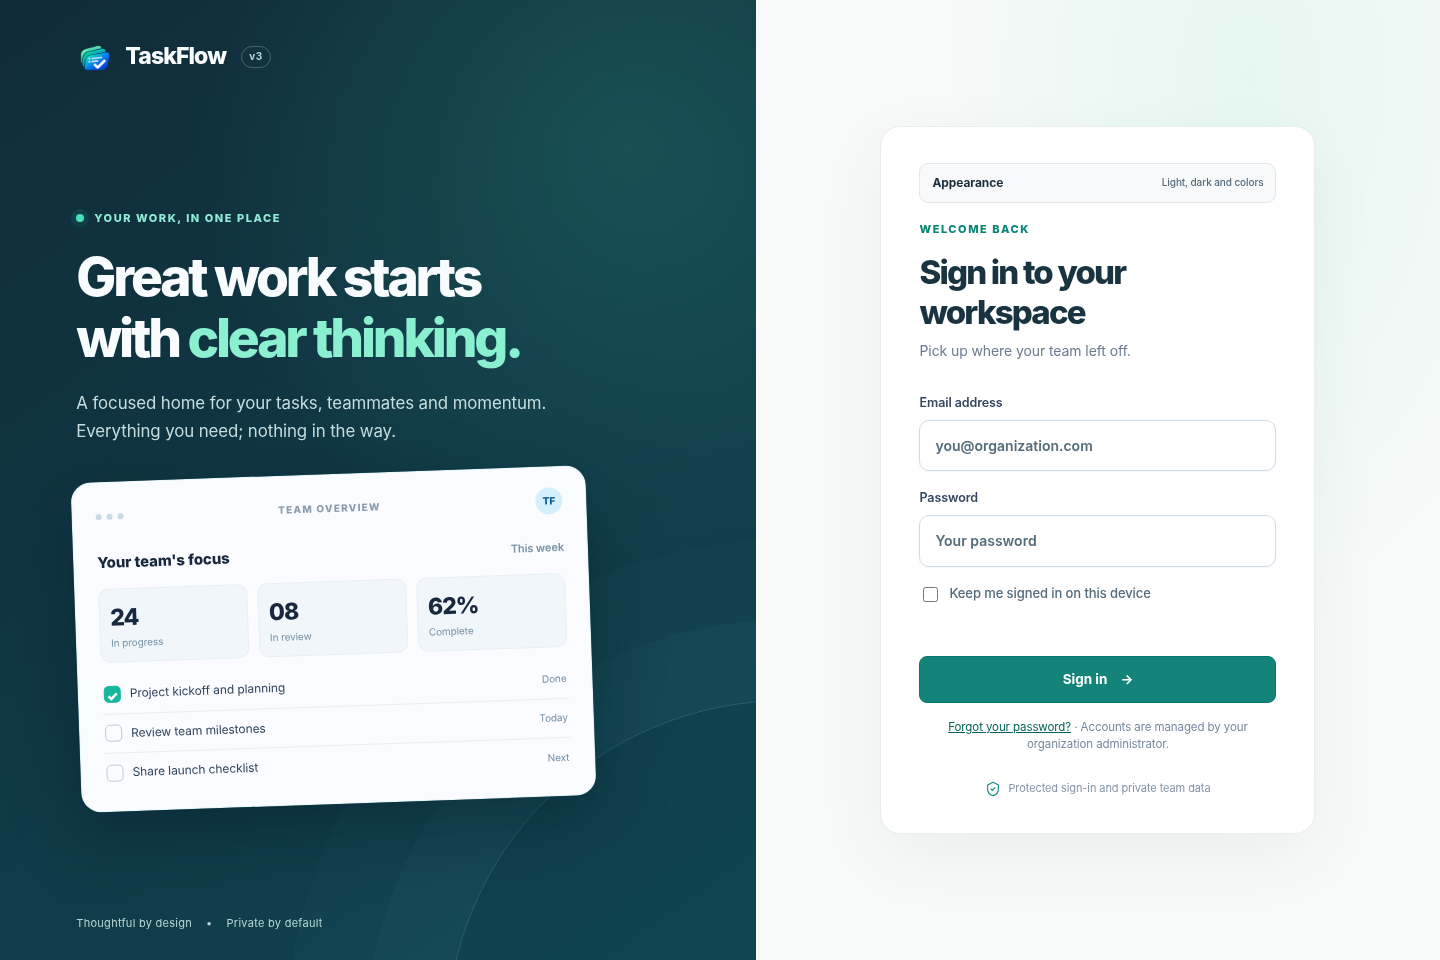 TaskFlow v3
YOUR WORK, IN ONE PLACE
Great work starts
with clear thinking.
A focused home for your tasks, teammates and momentum.
Everything you need; nothing in the way.
TEAM OVERVIEW
TF
Your team's focus
This week
24
In progress
08
In review
62%
Complete
Project kickoff and planning
Done
Review team milestones
Today
Share launch checklist
Next
Thoughtful by design • Private by default
Appearance
Light, dark and colors
WELCOME BACK
Sign in to your
workspace
Pick up where your team left off.
Email address
you@organization.com
Password
Your password
Keep me signed in on this device
Sign in →
Forgot your password? · Accounts are managed by your
organization administrator.
Protected sign-in and private team data